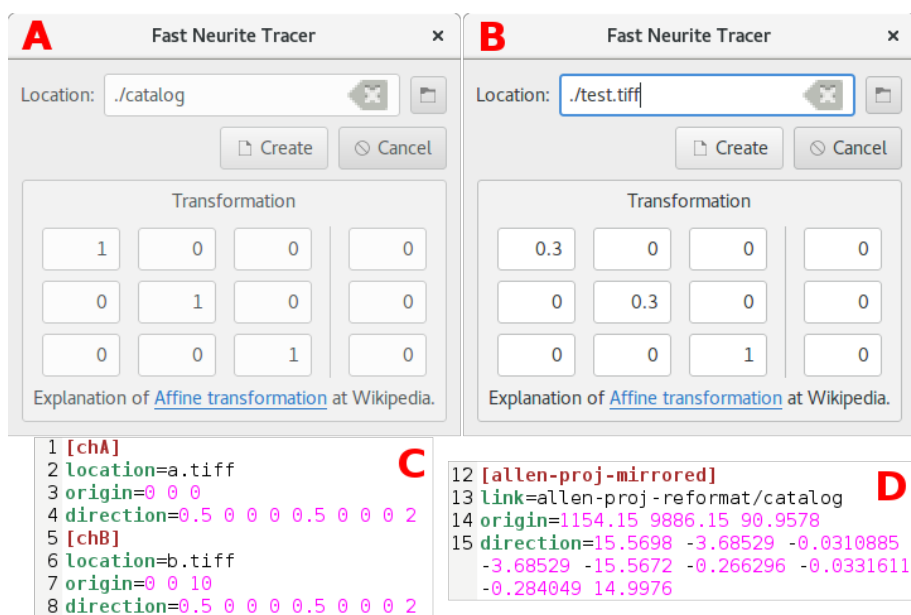 A
Fast Neurite Tracer
×
Location:
./catalog
Create
Cancel
Transformation
1 0 0 0
0 1 0 0
0 0 1 0
Explanation of Affine transformation at Wikipedia.
B
Fast Neurite Tracer
×
Location:
./test.tiff
Create
Cancel
Transformation
0.3 0 0 0
0 0.3 0 0
0 0 1 0
Explanation of Affine transformation at Wikipedia.
C
1 [chA]
2 location=a.tiff
3 origin=0 0 0
4 direction=0.5 0 0 0 0.5 0 0 0 2
5 [chB]
6 location=b.tiff
7 origin=0 0 10
8 direction=0.5 0 0 0 0.5 0 0 0 2
D
12 [allen-proj-mirrored]
13 link=allen-proj-reformat/catalog
14 origin=1154.15 9886.15 90.9578
15 direction=15.5698 -3.68529 -0.0310885
-3.68529 -15.5672 -0.266296 -0.0331611
-0.284049 14.9976